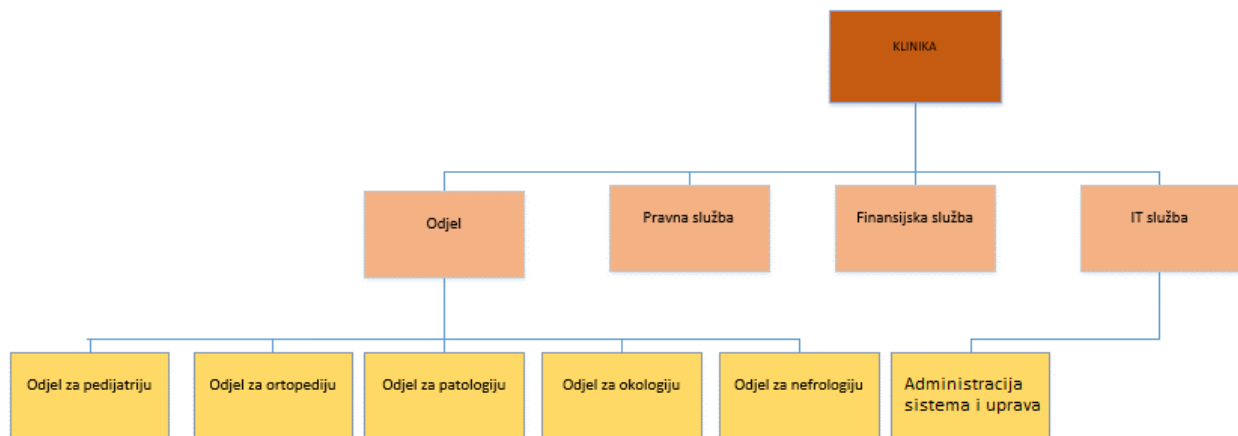 KLINIKA
Odjel
Pravna služba
Finansijska služba
IT služba
Odjel za pedijatriju
Odjel za ortopediju
Odjel za patologiju
Odjel za okologiju
Odjel za nefrologiju
Administracija
sistema i uprava